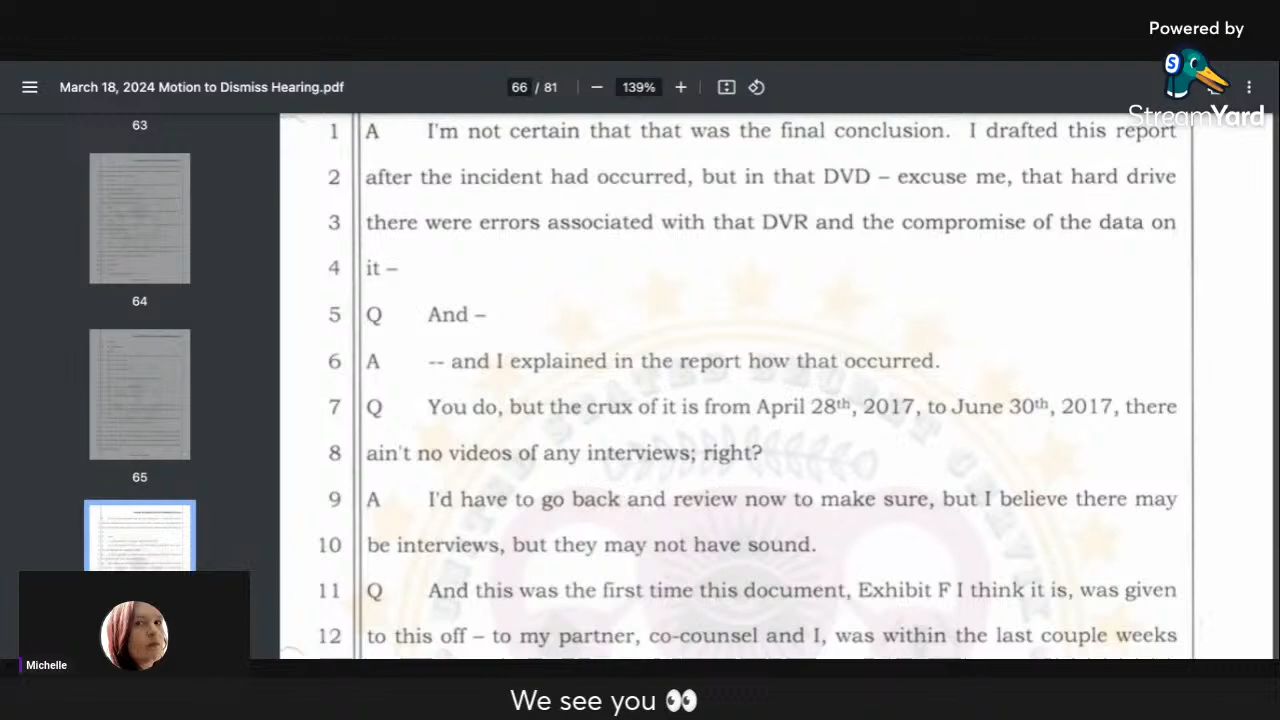 Powered by
StreamYard
March 18, 2024 Motion to Dismiss Hearing.pdf
66 / 81
139%
63
64
65
1 A I'm not certain that that was the final conclusion. I drafted this report
2 after the incident had occurred, but in that DVD – excuse me, that hard drive
3 there were errors associated with that DVR and the compromise of the data on
4 it –
5 Q And –
6 A -- and I explained in the report how that occurred.
7 Q You do, but the crux of it is from April 28th, 2017, to June 30th, 2017, there
8 ain't no videos of any interviews; right?
9 A I'd have to go back and review now to make sure, but I believe there may
10 be interviews, but they may not have sound.
11 Q And this was the first time this document, Exhibit F I think it is, was given
12 to this off – to my partner, co-counsel and I, was within the last couple weeks
Michelle
We see you 👀